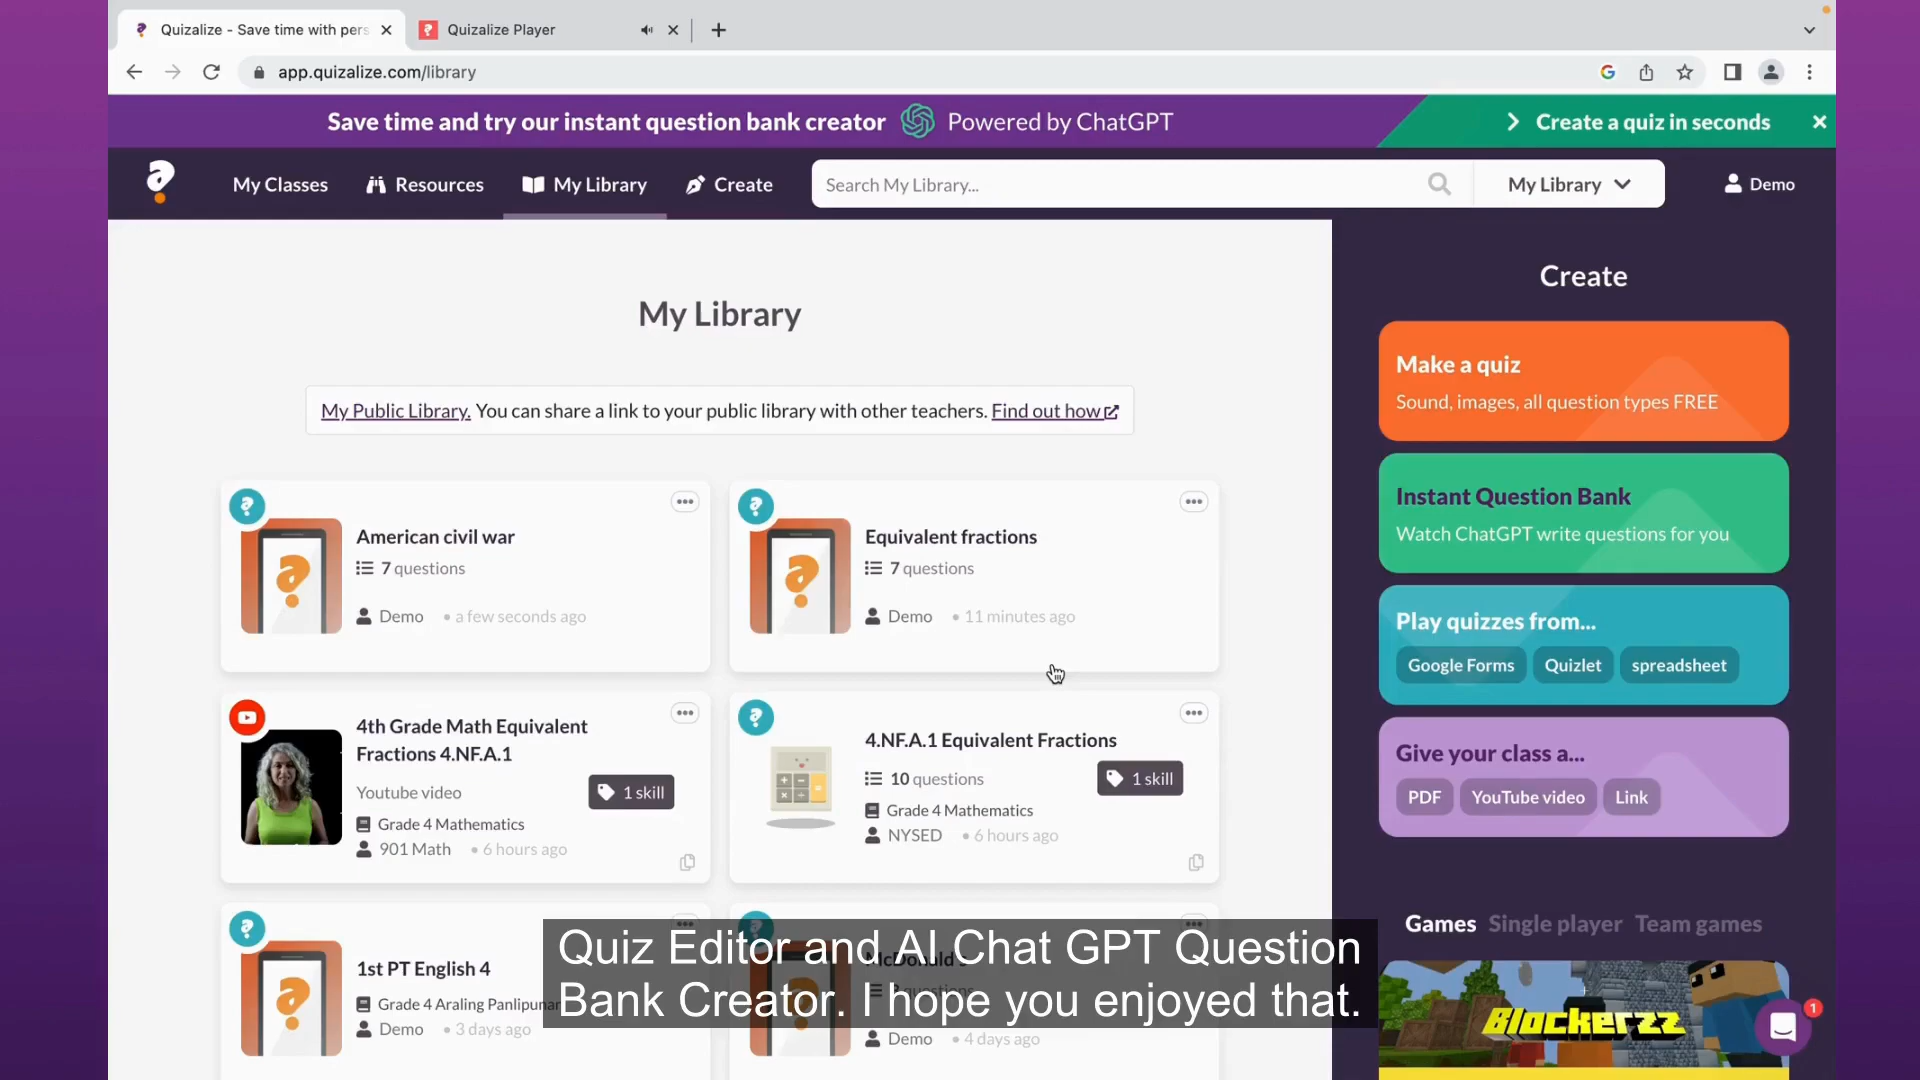 Quizalize - Save time with pers
Quizalize Player
app.quizalize.com/library
Save time and try our instant question bank creator Powered by ChatGPT
Create a quiz in seconds
My Classes
Resources
My Library
Create
Search My Library...
My Library
Demo
My Library
My Public Library. You can share a link to your public library with other teachers. Find out how
American civil war
7 questions
Demo • a few seconds ago
Equivalent fractions
7 questions
Demo • 11 minutes ago
4th Grade Math Equivalent
Fractions 4.NF.A.1
Youtube video
1 skill
Grade 4 Mathematics
901 Math • 6 hours ago
4.NF.A.1 Equivalent Fractions
10 questions
1 skill
Grade 4 Mathematics
NYSED • 6 hours ago
1st PT English 4
Grade 4 Araling Panlipunan
Demo • 3 days ago
McDonald's
questions
Demo • 4 days ago
Create
Make a quiz
Sound, images, all question types FREE
Instant Question Bank
Watch ChatGPT write questions for you
Play quizzes from...
Google Forms
Quizlet
spreadsheet
Give your class a...
PDF
YouTube video
Link
Games
Single player
Team games
Blockerzz
1
Quiz Editor and AI Chat GPT Question
Bank Creator. I hope you enjoyed that.